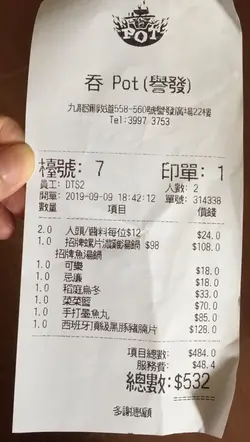 POT
吞 Pot(譽發)
九龍彌敦道558-560號譽發廣場22樓
Tel:3997 3753
檯號: 7 印單: 1
員工: DTS2 人數: 2
開單: 2019-09-09 18:42:12 單號: 314338
數量 項目 價錢
2.0 人頭/醬料每位$12 $24.0
1.0 招牌螺片滋雞湯鍋 $98 $108.0
招牌魚湯鍋
1.0 可樂 $18.0
1.0 忌廉 $18.0
1.0 稻庭烏冬 $33.0
1.0 菜菜籃 $70.0
1.0 手打墨魚丸 $85.0
1.0 西班牙頂級黑豚豬腩片 $128.0
項目總數: $484.0
服務費: $48.4
總數:$532
多謝惠顧